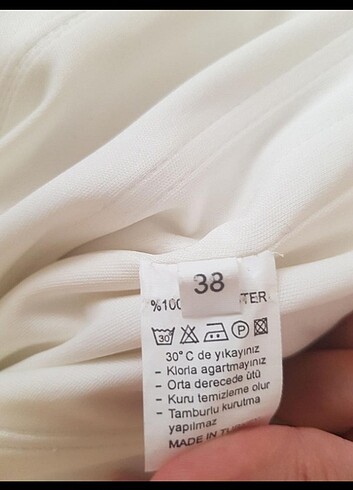 38
%100 TER
30
P
30°C de yıkayınız
- Klorla agartmayınız
- Orta derecede ütü
- Kuru temizleme olur
- Tamburlu kurutma
yapılmaz
MADE IN